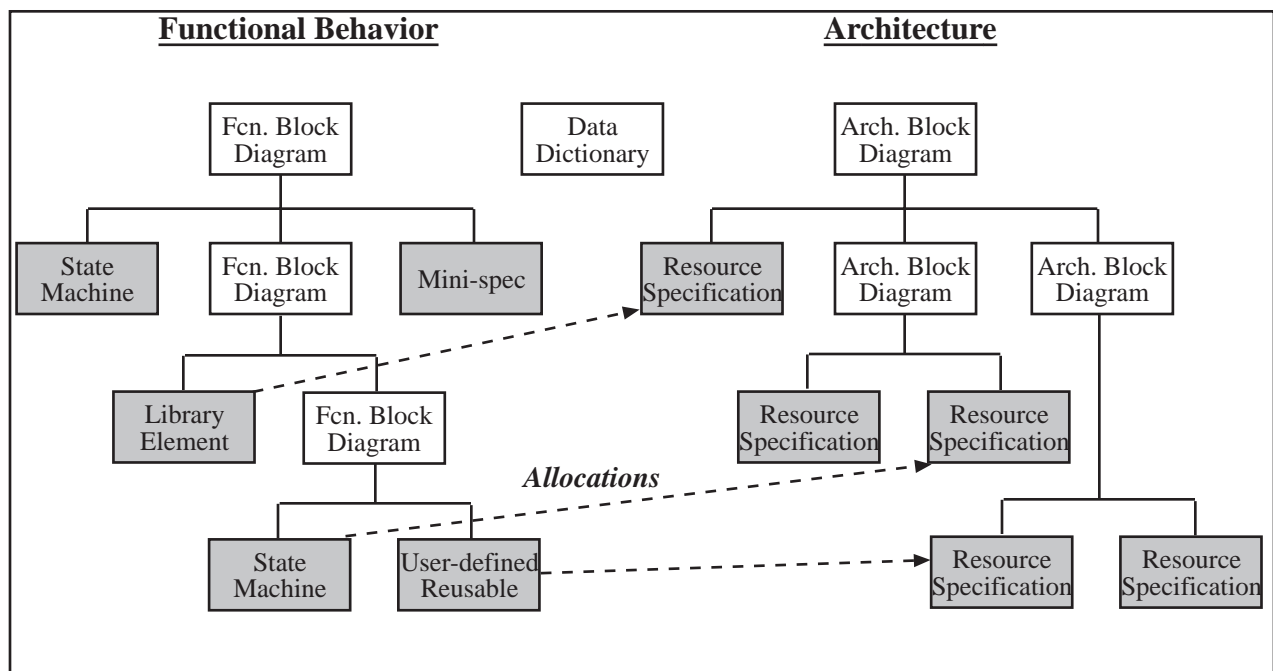 Functional Behavior
Architecture
Fcn. Block
Diagram
Data
Dictionary
Arch. Block
Diagram
State
Machine
Fcn. Block
Diagram
Mini-spec
Resource
Specification
Arch. Block
Diagram
Arch. Block
Diagram
Library
Element
Fcn. Block
Diagram
Resource
Specification
Resource
Specification
Allocations
State
Machine
User-defined
Reusable
Resource
Specification
Resource
Specification